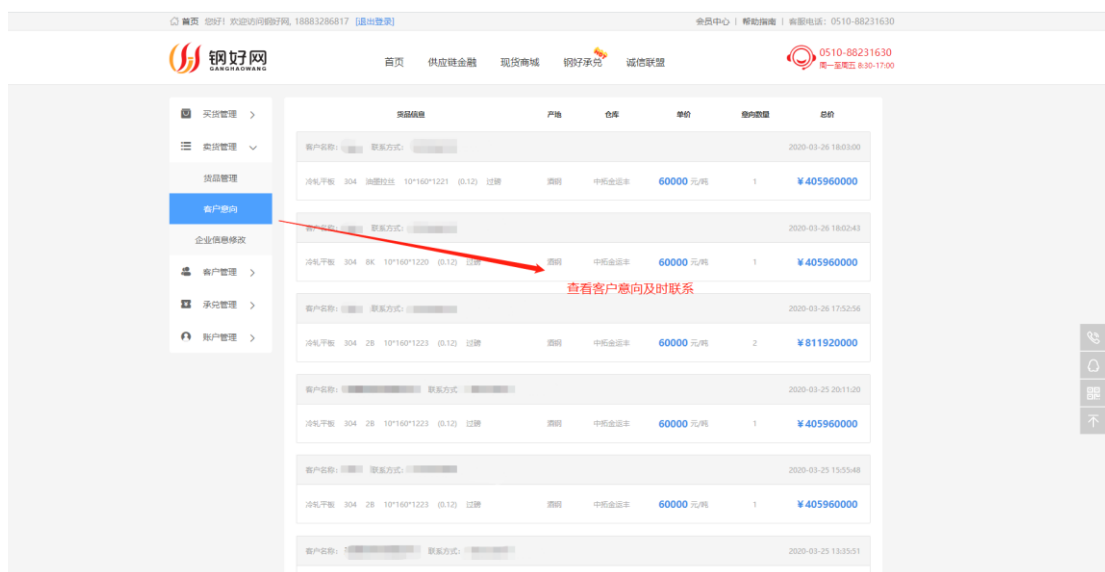 首页 您好! 欢迎访问钢好网, 18883286817 [退出登录] 会员中心 | 帮助指南 | 客服电话: 0510-88231630
钢好网 GANGHAOWANG 首页 供应链金融 现货商城 钢好承兑 诚信联盟 0510-88231630
周一至周五 8:30-17:00
买货管理
卖货管理
货品管理
客户意向
企业信息修改
客户管理
承兑管理
账户管理
货品信息 产地 仓库 单价 意向数量 总价
客户名称: 联系方式: 2020-03-26 18:03:00
冷轧平板 304 油磨拉丝 10*160*1221 (0.12) 过磅 酒钢 中拓金运丰 60000 元/吨 1 ¥405960000
客户名称: 联系方式: 2020-03-26 18:02:43
冷轧平板 304 8K 10*160*1220 (0.12) 过磅 酒钢 中拓金运丰 60000 元/吨 1 ¥405960000
查看客户意向及时联系
客户名称: 联系方式: 2020-03-26 17:52:56
冷轧平板 304 2B 10*160*1223 (0.12) 过磅 酒钢 中拓金运丰 60000 元/吨 2 ¥811920000
客户名称: 联系方式: 2020-03-25 20:11:20
冷轧平板 304 2B 10*160*1223 (0.12) 过磅 酒钢 中拓金运丰 60000 元/吨 1 ¥405960000
客户名称: 联系方式: 2020-03-25 15:55:48
冷轧平板 304 2B 10*160*1223 (0.12) 过磅 酒钢 中拓金运丰 60000 元/吨 1 ¥405960000
客户名称: 联系方式: 2020-03-25 13:35:51